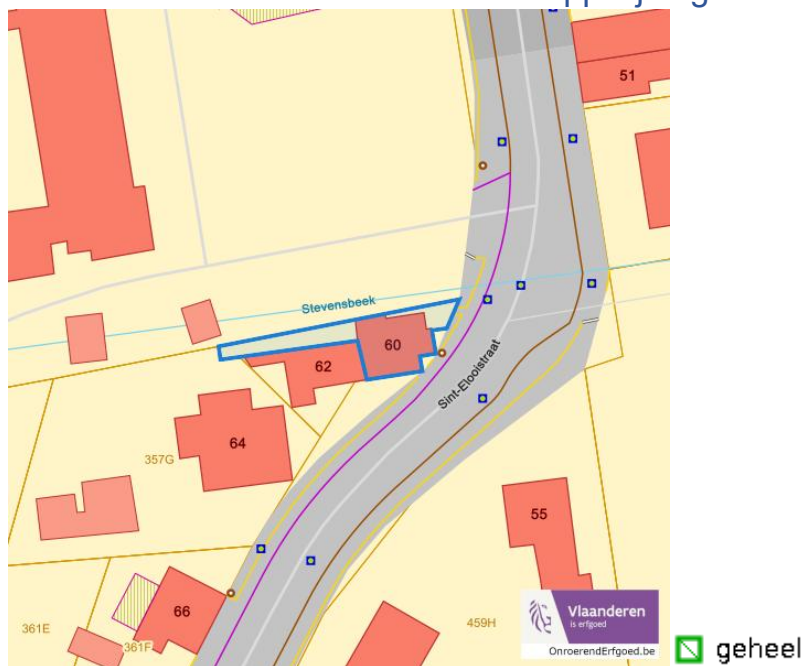 51
Stevensbeek
60
62
Sint-Elooistraat
64
357G
55
66
361E
361F
459H
Vlaanderen
is erfgoed
OnroerendErfgoed.be
geheel